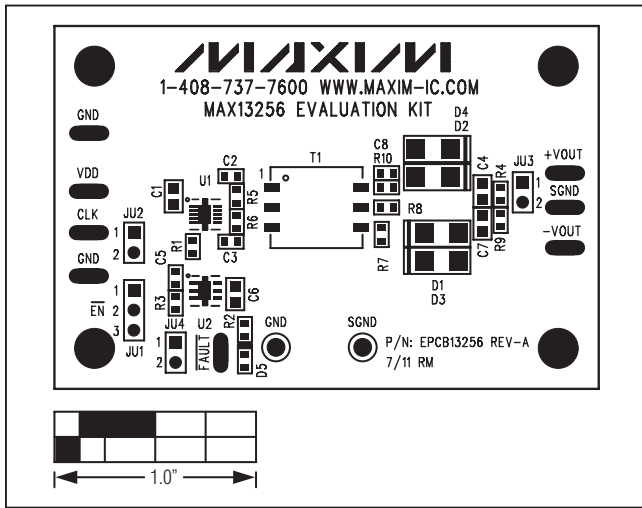 MAXIM
1-408-737-7600 WWW.MAXIM-IC.COM
MAX13256 EVALUATION KIT
GND
VDD
CLK
GND
EN
JU2
1
2
1
2
3
JU1
C1
R1
C5
R3
JU4
1
2
U1
C2
R5
R6
C3
C6
U2
FAULT
R2
D5
T1
1
C8
R10
R8
R7
D4
D2
D1
D3
C4
C7
R4
R9
JU3
1
2
+VOUT
SGND
-VOUT
GND
SGND
P/N: EPCB13256 REV-A
7/11 RM
1.0"